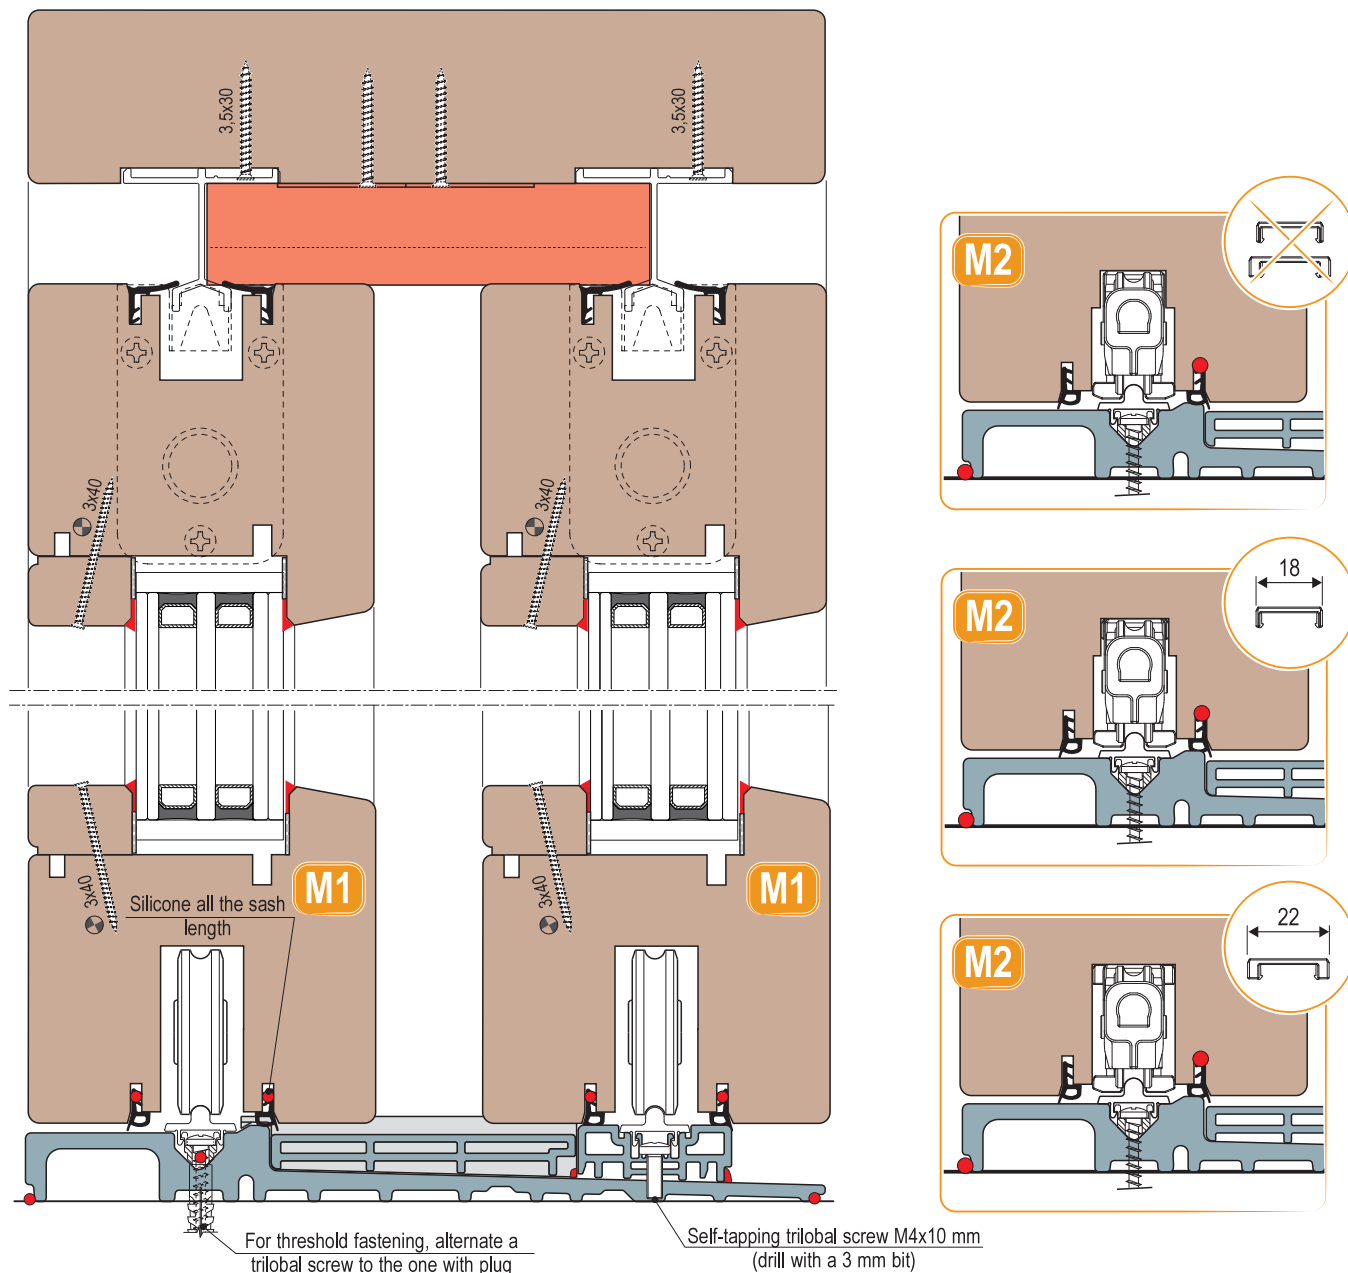 3,5x30
3,5x30
3x40
3x40
M2
M2
18
M2
22
3x40
3x40
M1
M1
Silicone all the sash
length
For threshold fastening, alternate a
trilobal screw to the one with plug
Self-tapping trilobal screw M4x10 mm
(drill with a 3 mm bit)